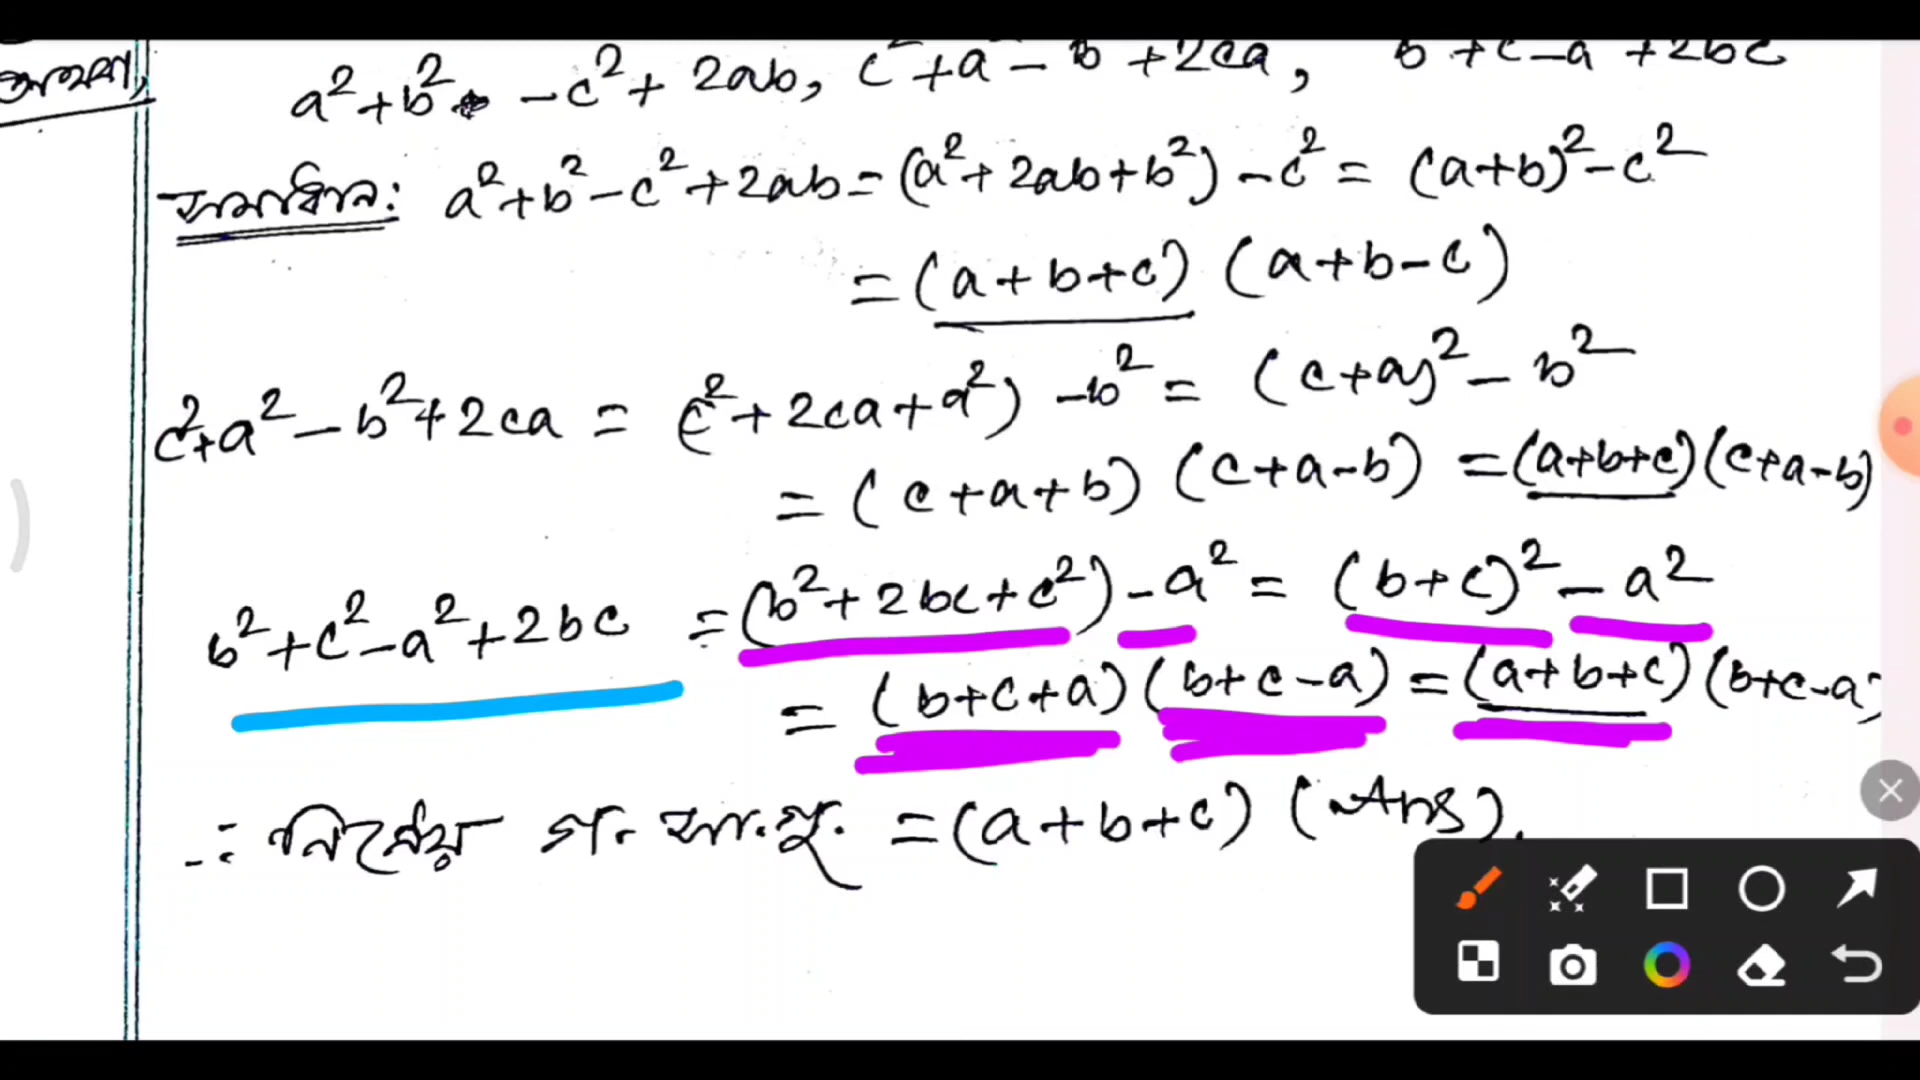 a²+b² -c²+2ab, c²+a²-b²+2ca, b²+c²-a²+2bc
সমাধান: a²+b²-c²+2ab=(a²+2ab+b²)-c²=(a+b)²-c²
=(a+b+c)(a+b-c)
c²+a²-b²+2ca=(c²+2ca+a²)-b²=(c+a)²-b²
=(c+a+b)(c+a-b)=(a+b+c)(c+a-b)
b²+c²-a²+2bc=(b²+2bc+c²)-a²=(b+c)²-a²
=(b+c+a)(b+c-a)=(a+b+c)(b+c-a)
∴ নির্ণেয় গ. সা. গু. =(a+b+c) (Ans).